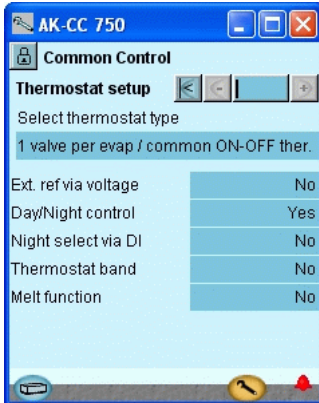 AK-CC 750
Common Control
Thermostat setup
Select thermostat type
1 valve per evap / common ON-OFF ther.
Ext. ref via voltage No
Day/Night control Yes
Night select via DI No
Thermostat band No
Melt function No